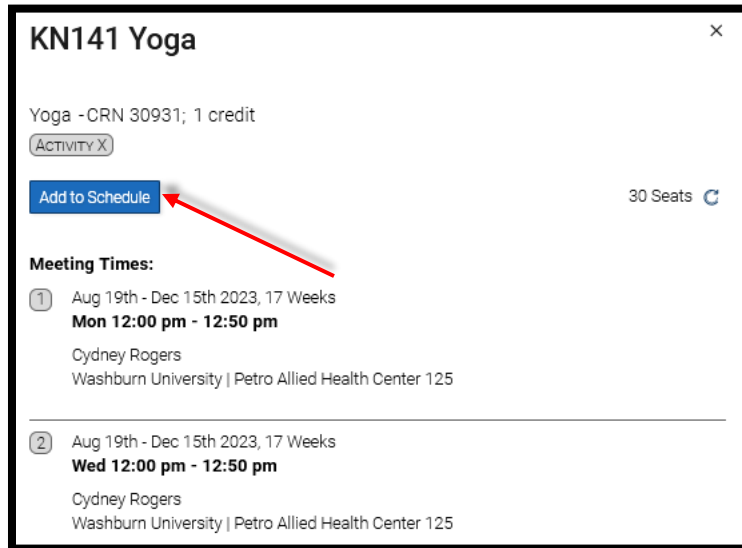 KN141 Yoga
×
Yoga - CRN 30931; 1 credit
ACTIVITY X
Add to Schedule
30 Seats
Meeting Times:
1 Aug 19th - Dec 15th 2023, 17 Weeks
Mon 12:00 pm - 12:50 pm
Cydney Rogers
Washburn University | Petro Allied Health Center 125
2 Aug 19th - Dec 15th 2023, 17 Weeks
Wed 12:00 pm - 12:50 pm
Cydney Rogers
Washburn University | Petro Allied Health Center 125